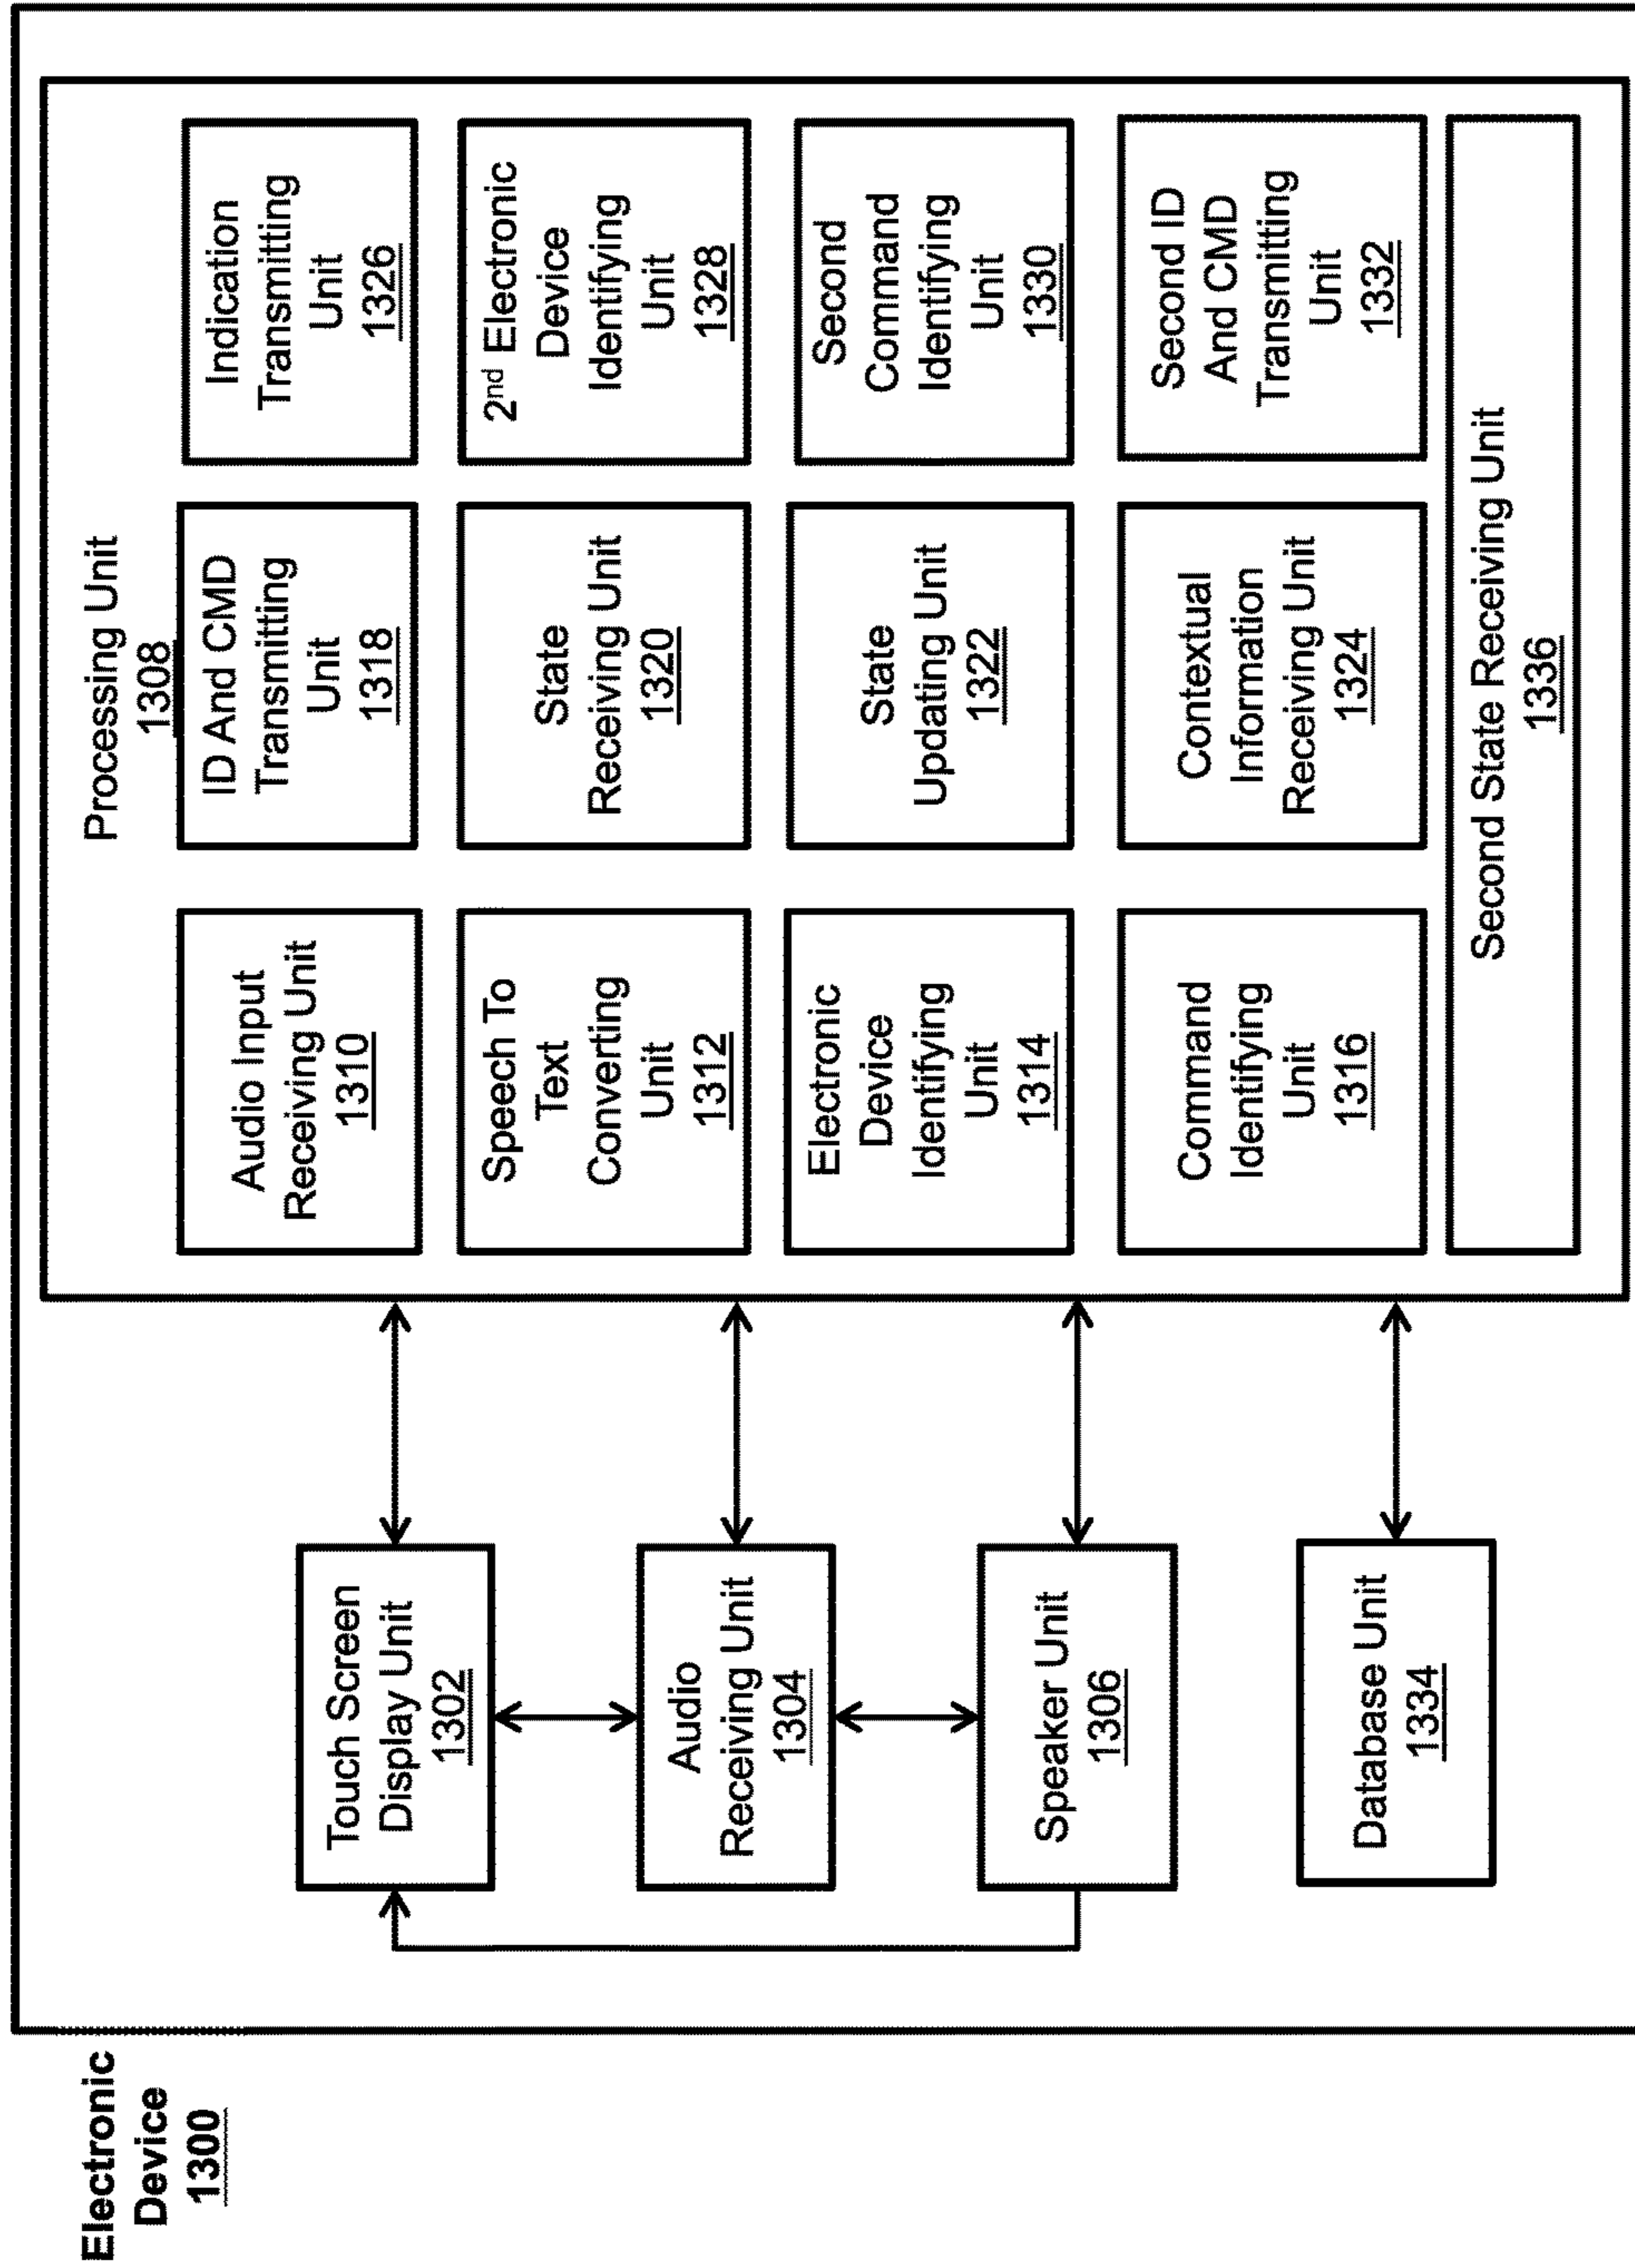 Electronic
Device
1300
Touch Screen
Display Unit
1302
Audio
Receiving Unit
1304
Speaker Unit
1306
Database Unit
1334
Processing Unit
1308
Audio Input
Receiving Unit
1310
Speech To
Text
Converting
Unit
1312
Electronic
Device
Identifying
Unit
1314
Command
Identifying
Unit
1316
ID And CMD
Transmitting
Unit
1318
State
Receiving Unit
1320
State
Updating Unit
1322
Contextual
Information
Receiving Unit
1324
Indication
Transmitting
Unit
1326
2nd Electronic
Device
Identifying
Unit
1328
Second
Command
Identifying
Unit
1330
Second ID
And CMD
Transmitting
Unit
1332
Second State Receiving Unit
1336